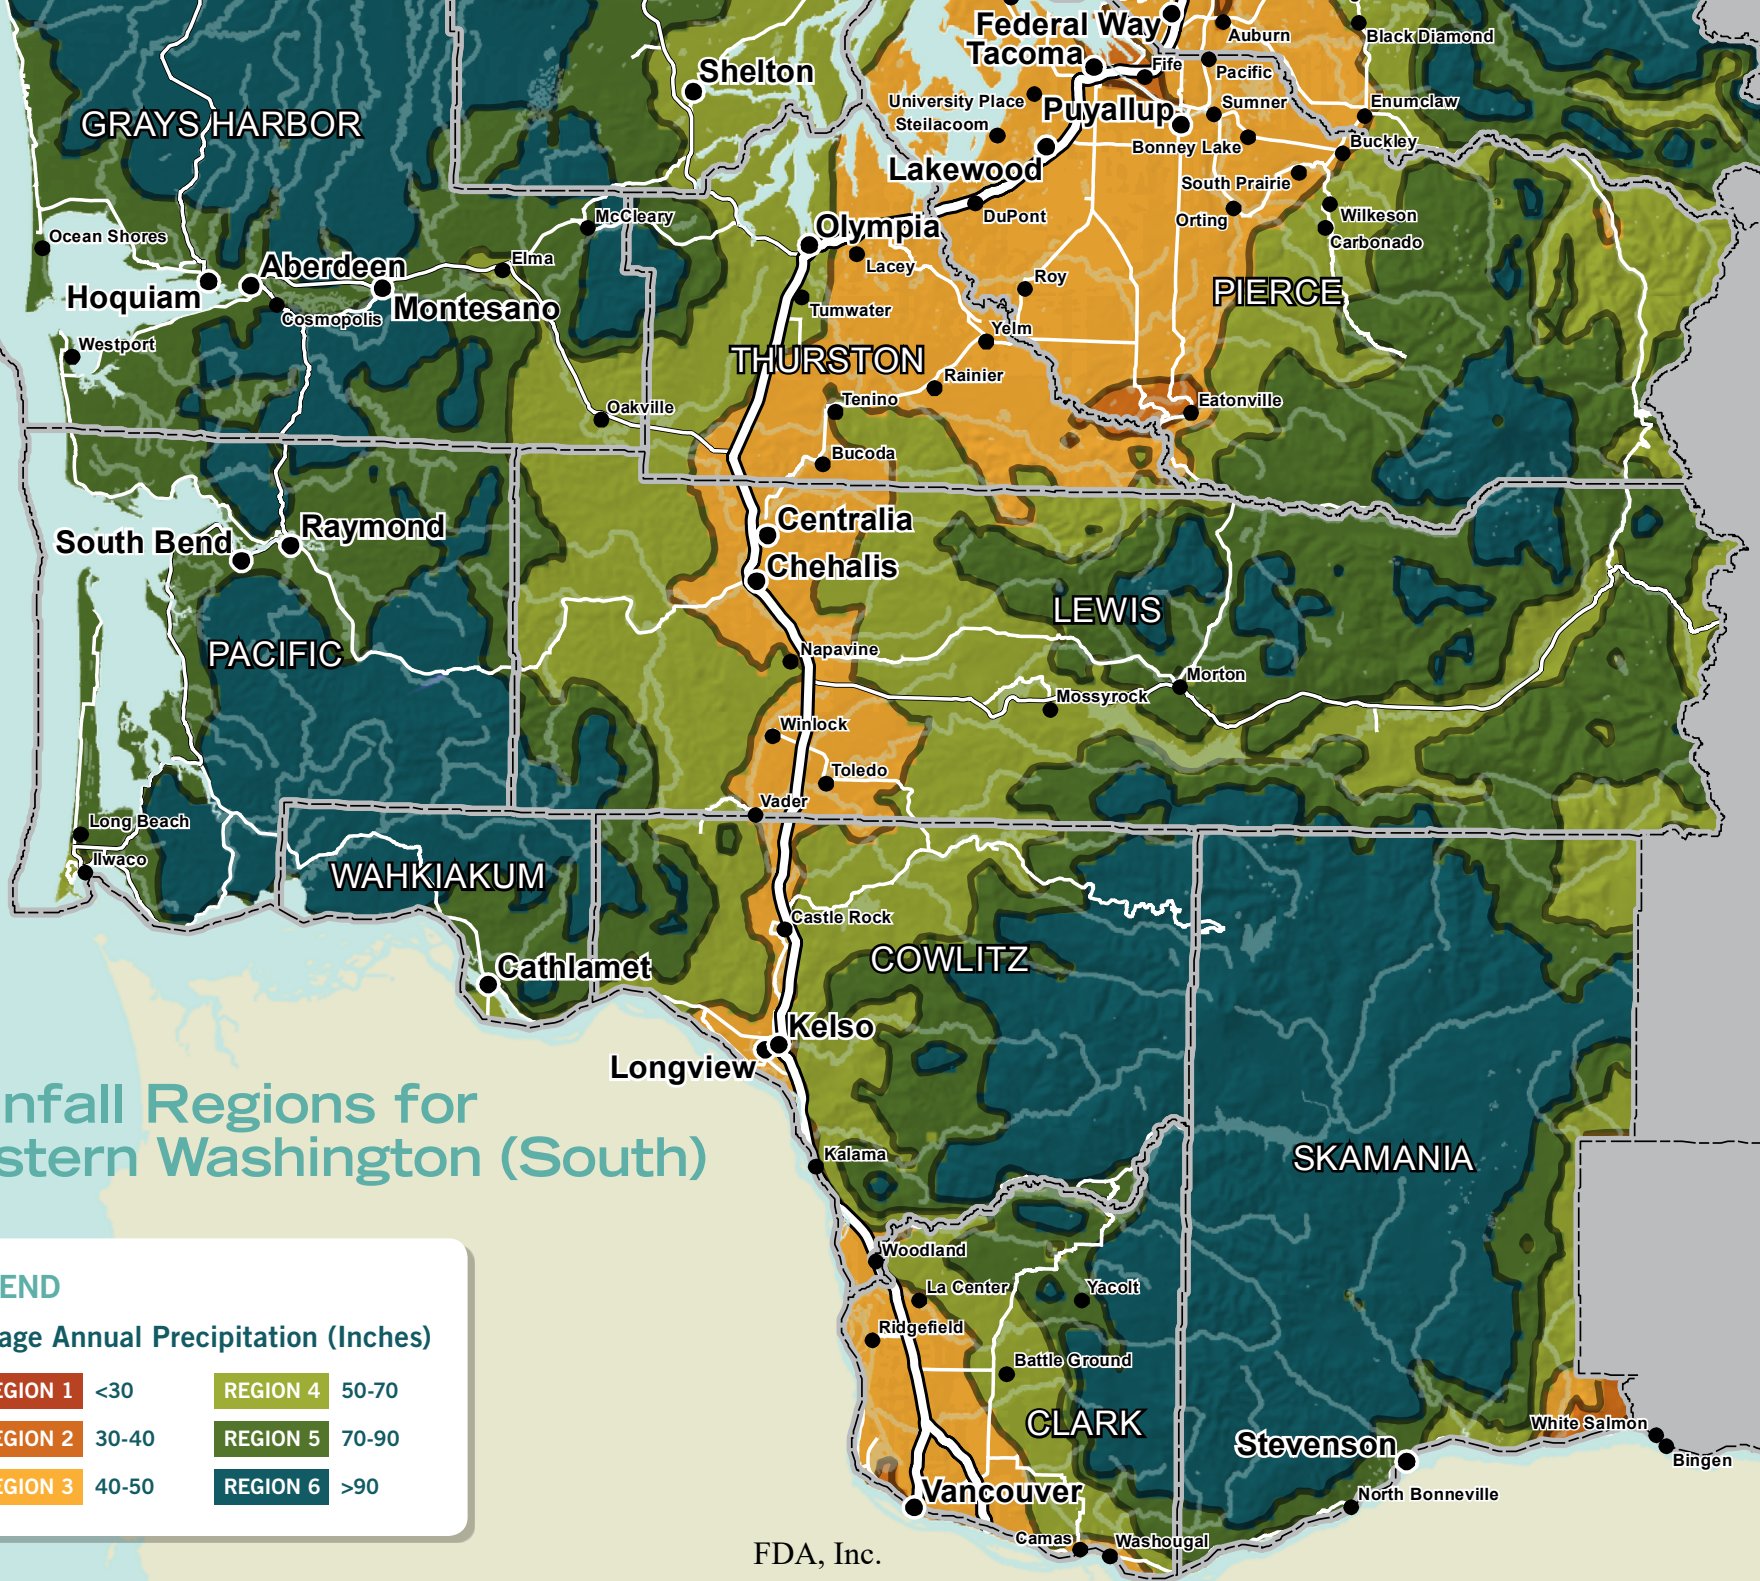 Federal Way
Auburn
Black Diamond
Tacoma
Fife
Pacific
Shelton
University Place
Puyallup
Sumner
Enumclaw
Steilacoom
GRAYS HARBOR
Bonney Lake
Buckley
Lakewood
South Prairie
McCleary
DuPont
Orting
Wilkeson
Ocean Shores
Olympia
Carbonado
Elma
Aberdeen
Lacey
Roy
PIERCE
Hoquiam
Montesano
Tumwater
Cosmopolis
Yelm
Westport
THURSTON
Rainier
Tenino
Eatonville
Oakville
Bucoda
Centralia
Raymond
South Bend
Chehalis
LEWIS
PACIFIC
Napavine
Morton
Mossyrock
Winlock
Toledo
Vader
Long Beach
Ilwaco
WAHKIAKUM
Castle Rock
COWLITZ
Cathlamet
Kelso
Longview
nfall Regions for
stern Washington (South)
Kalama
SKAMANIA
Woodland
La Center
Yacolt
Ridgefield
Battle Ground
CLARK
White Salmon
Stevenson
Bingen
Vancouver
North Bonneville
Camas
Washougal
END
age Annual Precipitation (Inches)
EGION 1 <30 REGION 4 50-70
EGION 2 30-40 REGION 5 70-90
EGION 3 40-50 REGION 6 >90
FDA, Inc.